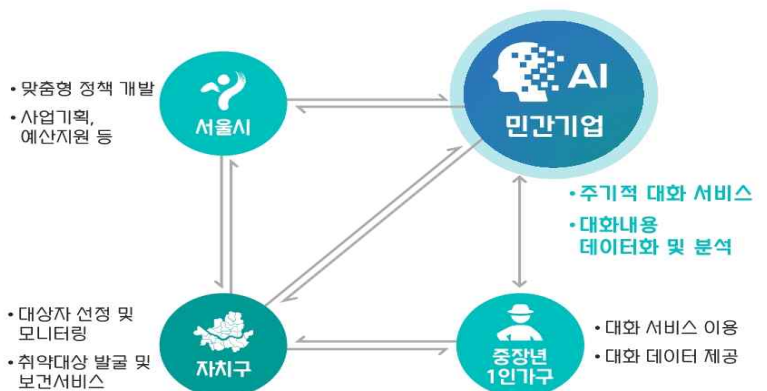 • 맞춤형 정책 개발
• 사업기획,
예산지원 등
서울시
AI
민간기업
• 주기적 대화 서비스
• 대화내용
데이터화 및 분석
• 대상자 선정 및
모니터링
• 취약대상 발굴 및
보건서비스
자치구
중장년
1인가구
• 대화 서비스 이용
• 대화 데이터 제공